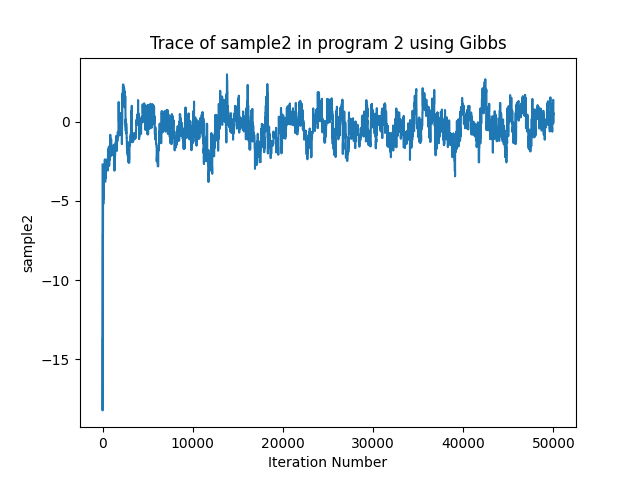 Trace of sample2 in program 2 using Gibbs
0
−5
−10
−15
sample2
0 10000 20000 30000 40000 50000
Iteration Number